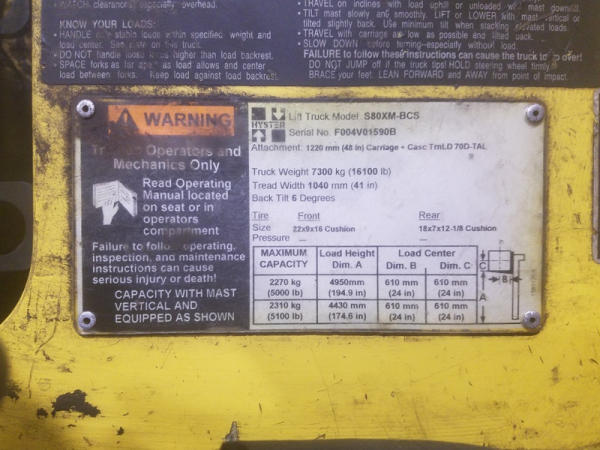 WATCH clearances, especially overhead.
KNOW YOUR LOADS:
• HANDLE only stable loads within specified weight and
load center. See plate on this truck.
• DO NOT handle loose loads higher than load backrest.
• SPACE forks as far apart as load allows and center
load between forks. Keep load against load backrest.
TRAVEL on inclines with load uphill or unloaded with mast downhill.
• TILT mast slowly and smoothly. LIFT or LOWER with mast vertical or
tilted slightly back. Use minimum tilt when stacking elevated loads.
• TRAVEL with carriage as low as possible and tilted back.
• SLOW DOWN before turning-especially without load.
FAILURE to follow these instructions can cause the truck to tip over!
DO NOT JUMP off if the truck tips! HOLD steering wheel firmly
BRACE your feet. LEAN FORWARD and AWAY from point of impact.
WARNING
Trained Operators and
Mechanics Only
Read Operating
Manual located
on seat or in
operators
compartment
Failure to follow operating,
inspection, and maintenance
instructions can cause
serious injury or death!
CAPACITY WITH MAST
VERTICAL AND
EQUIPPED AS SHOWN
HYSTER
Lift Truck Model S80XM-BCS
Serial No. F004V01590B
Attachment: 1220 mm (48 in) Carriage + Casc TrnLD 70D-TAL
Truck Weight 7300 kg (16100 lb)
Tread Width 1040 mm (41 in)
Back Tilt 6 Degrees
Tire Front Rear
Size 22x9x16 Cushion 18x7x12-1/8 Cushion
Pressure — —
MAXIMUM CAPACITY Load Height Dim. A Load Center Dim. B Dim. C
2270 kg 4950mm 610 mm 610 mm
(5000 lb) (194.9 in) (24 in) (24 in)
2310 kg 4430 mm 610 mm 610 mm
(5100 lb) (174.6 in) (24 in) (24 in)
C
B
A